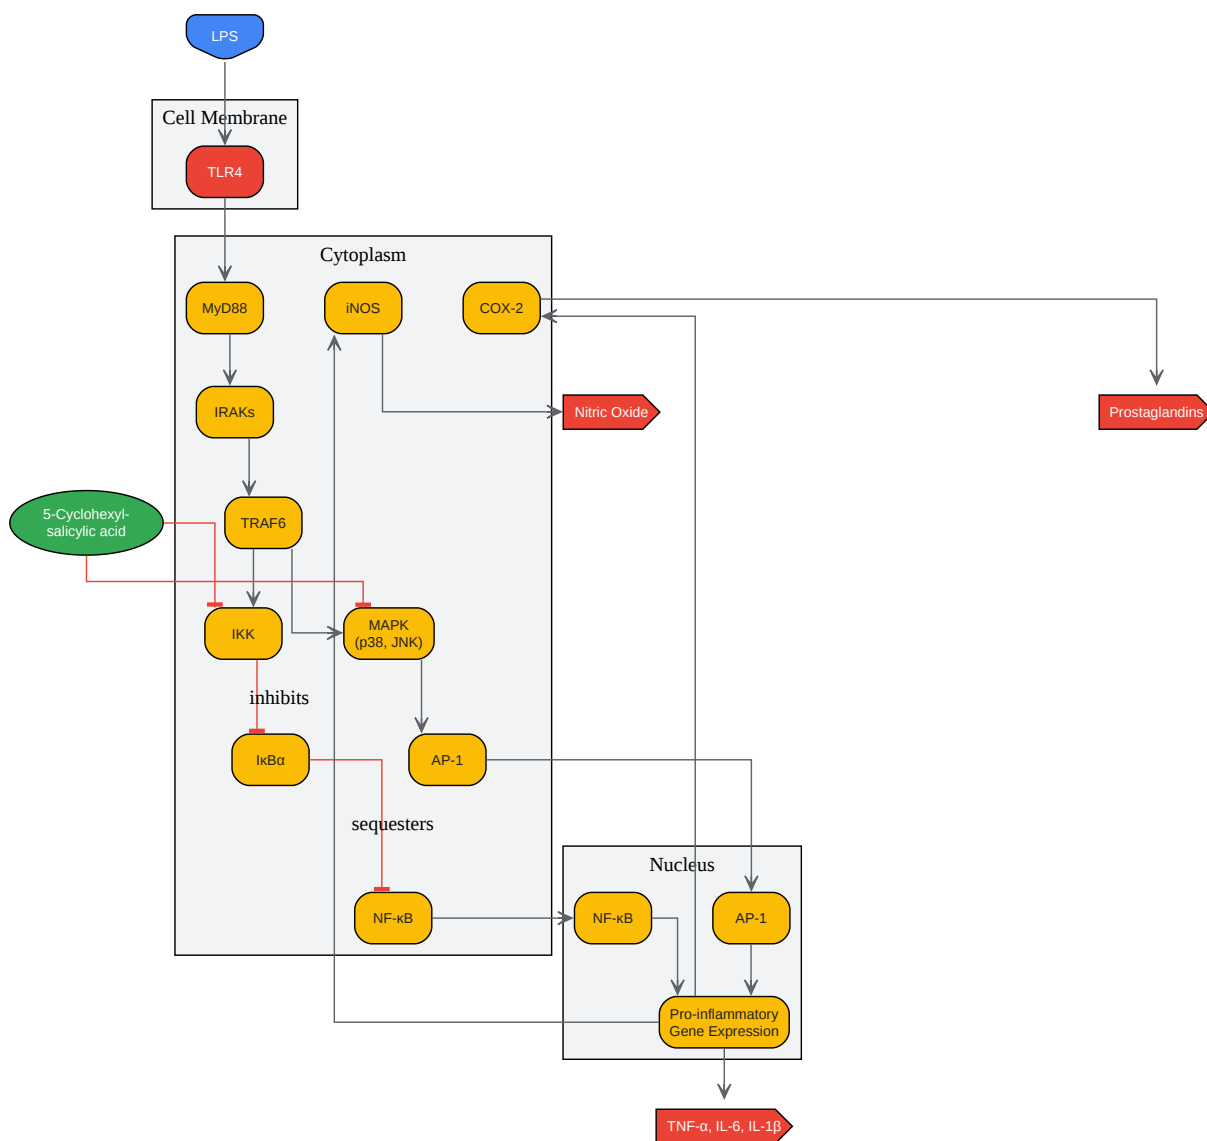 LPS
Cell Membrane
TLR4
Cytoplasm
MyD88
iNOS
COX-2
IRAKs
Nitric Oxide
Prostaglandins
5-Cyclohexyl-
salicylic acid
TRAF6
IKK
MAPK
(p38, JNK)
inhibits
IκBα
AP-1
sequesters
Nucleus
NF-κB
NF-κB
AP-1
Pro-inflammatory
Gene Expression
TNF-α, IL-6, IL-1β